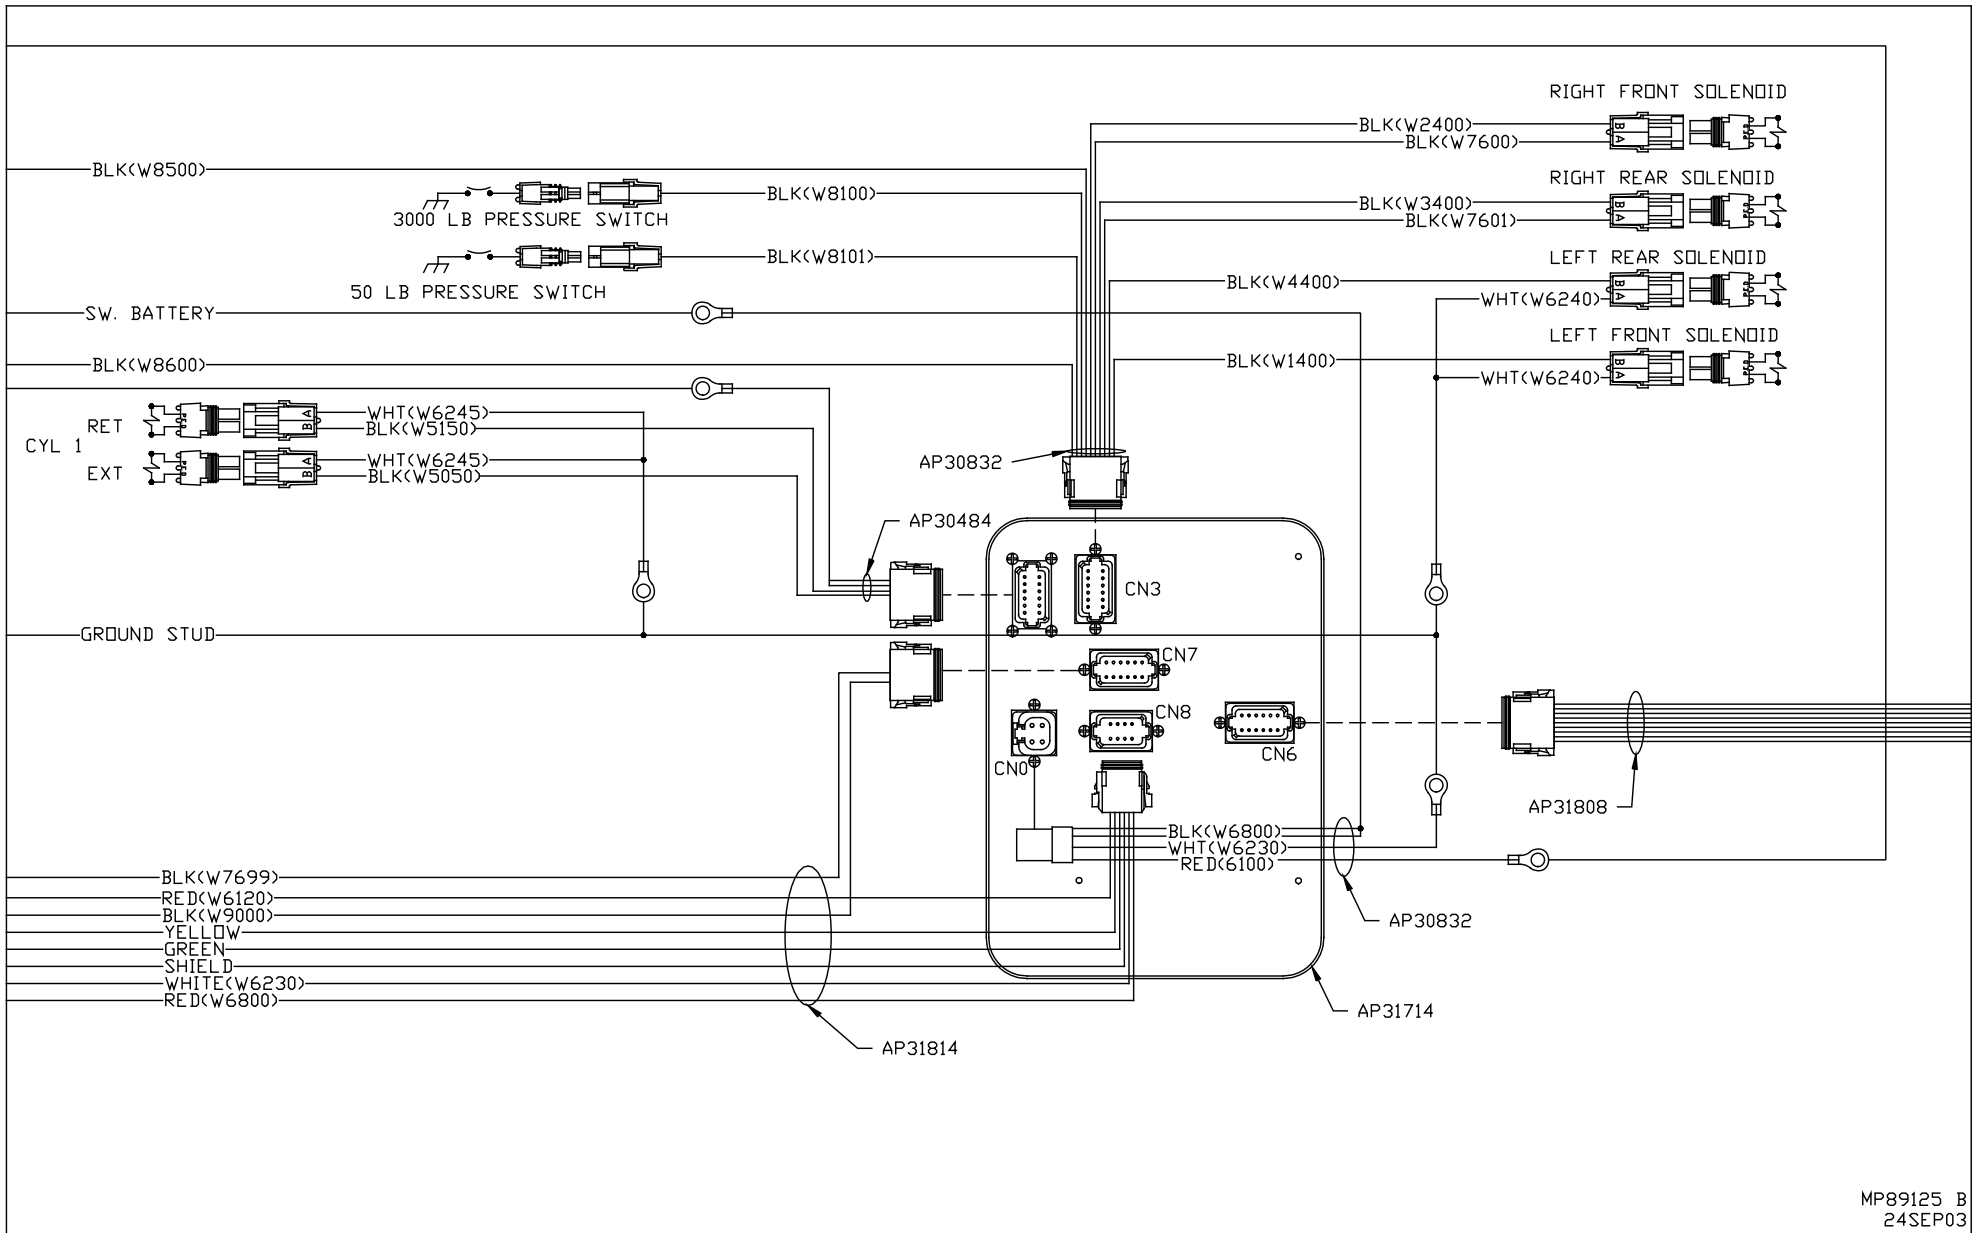 RIGHT FRONT SOLENOID
BLK(W2400)
B
A
BLK(W7600)
BLK(W8500)
RIGHT REAR SOLENOID
BLK(W8100)
BLK(W3400)
B
A
3000 LB PRESSURE SWITCH
BLK(W7601)
BLK(W8101)
LEFT REAR SOLENOID
50 LB PRESSURE SWITCH
BLK(W4400)
B
A
WHT(W6240)
SW. BATTERY
LEFT FRONT SOLENOID
BLK(W8600)
BLK(W1400)
B
A
WHT(W6240)
RET
A
B
WHT(W6245)
BLK(W5150)
CYL 1
EXT
A
B
WHT(W6245)
BLK(W5050)
AP30832
AP30484
CN3
GROUND STUD
CN7
CN8
CN6
CN0
AP31808
BLK(W6800)
WHT(W6230)
RED(6100)
BLK(W7699)
RED(W6120)
BLK(W9000)
YELLOW
GREEN
SHIELD
WHITE(W6230)
RED(W6800)
AP30832
AP31714
AP31814
MP89125 B
24SEP03